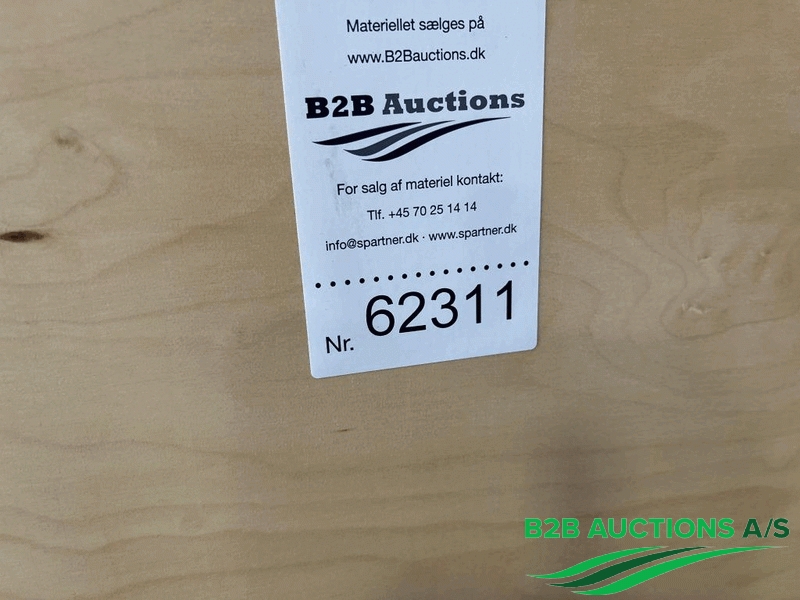 Materiellet sælges på
www.B2Bauctions.dk
B2B Auctions
For salg af materiel kontakt:
Tlf. +45 70 25 14 14
info@spartner.dk · www.spartner.dk
Nr. 62311
B2B AUCTIONS A/S